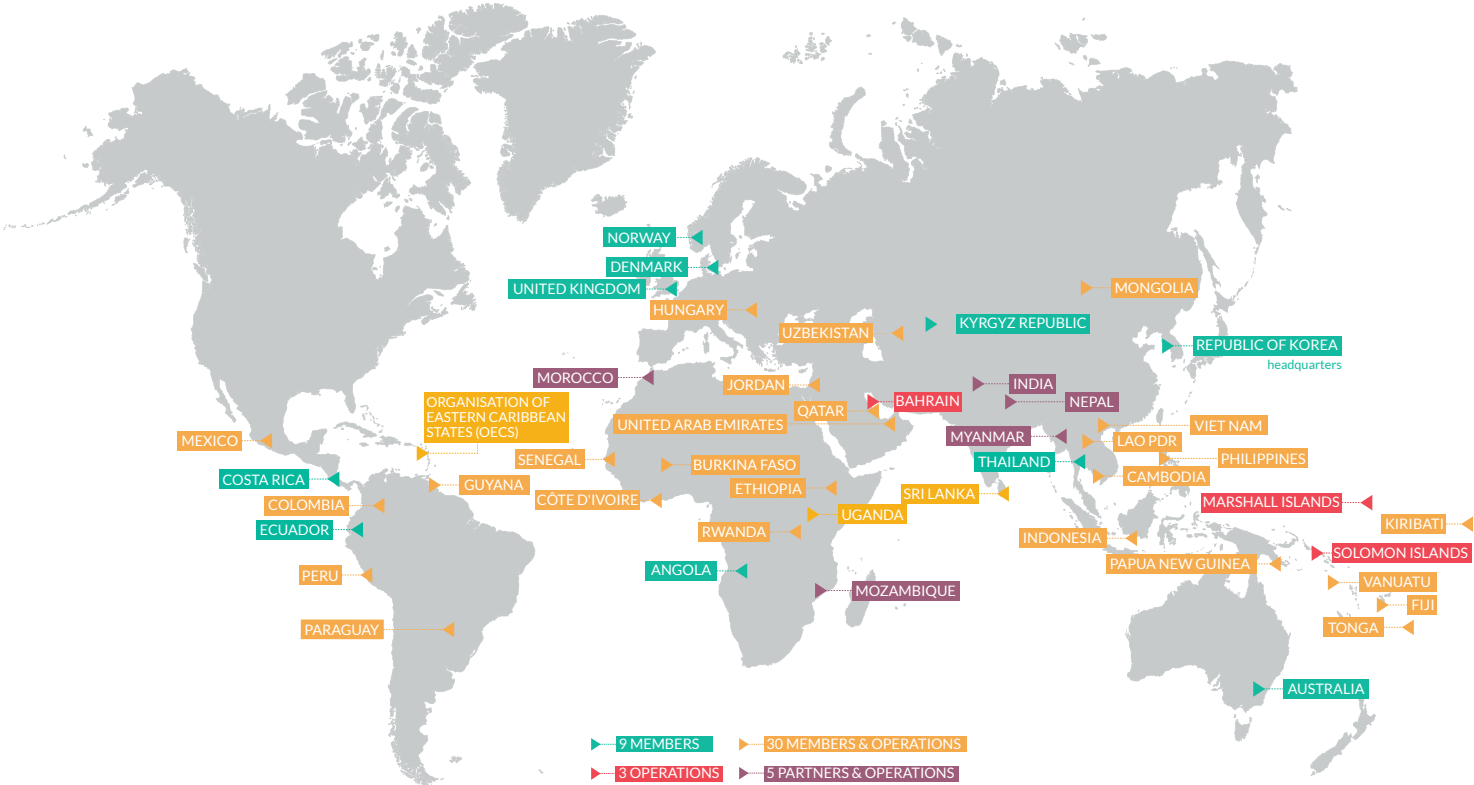 NORWAY
DENMARK
UNITED KINGDOM
MONGOLIA
HUNGARY
KYRGYZ REPUBLIC
UZBEKISTAN
REPUBLIC OF KOREA
headquarters
MOROCCO
JORDAN
INDIA
ORGANISATION OF
EASTERN CARIBBEAN
STATES (OECS)
BAHRAIN
NEPAL
QATAR
UNITED ARAB EMIRATES
VIET NAM
MYANMAR
MEXICO
LAO PDR
SENEGAL
THAILAND
PHILIPPINES
BURKINA FASO
COSTA RICA
CAMBODIA
GUYANA
ETHIOPIA
SRI LANKA
CÔTE D'IVOIRE
COLOMBIA
MARSHALL ISLANDS
UGANDA
KIRIBATI
ECUADOR
RWANDA
INDONESIA
SOLOMON ISLANDS
PAPUA NEW GUINEA
ANGOLA
PERU
VANUATU
MOZAMBIQUE
FIJI
PARAGUAY
TONGA
AUSTRALIA
9 MEMBERS
30 MEMBERS & OPERATIONS
3 OPERATIONS
5 PARTNERS & OPERATIONS